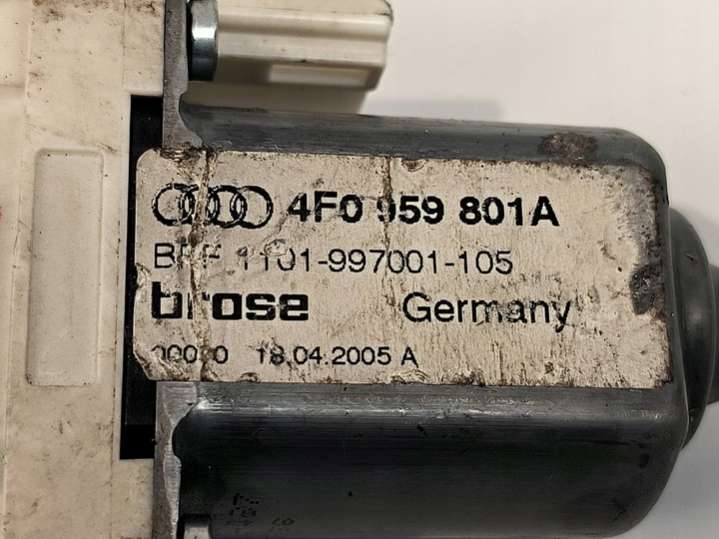 4F0 959 801A
1101-997001-105
brose Germany
18.04.2005 A